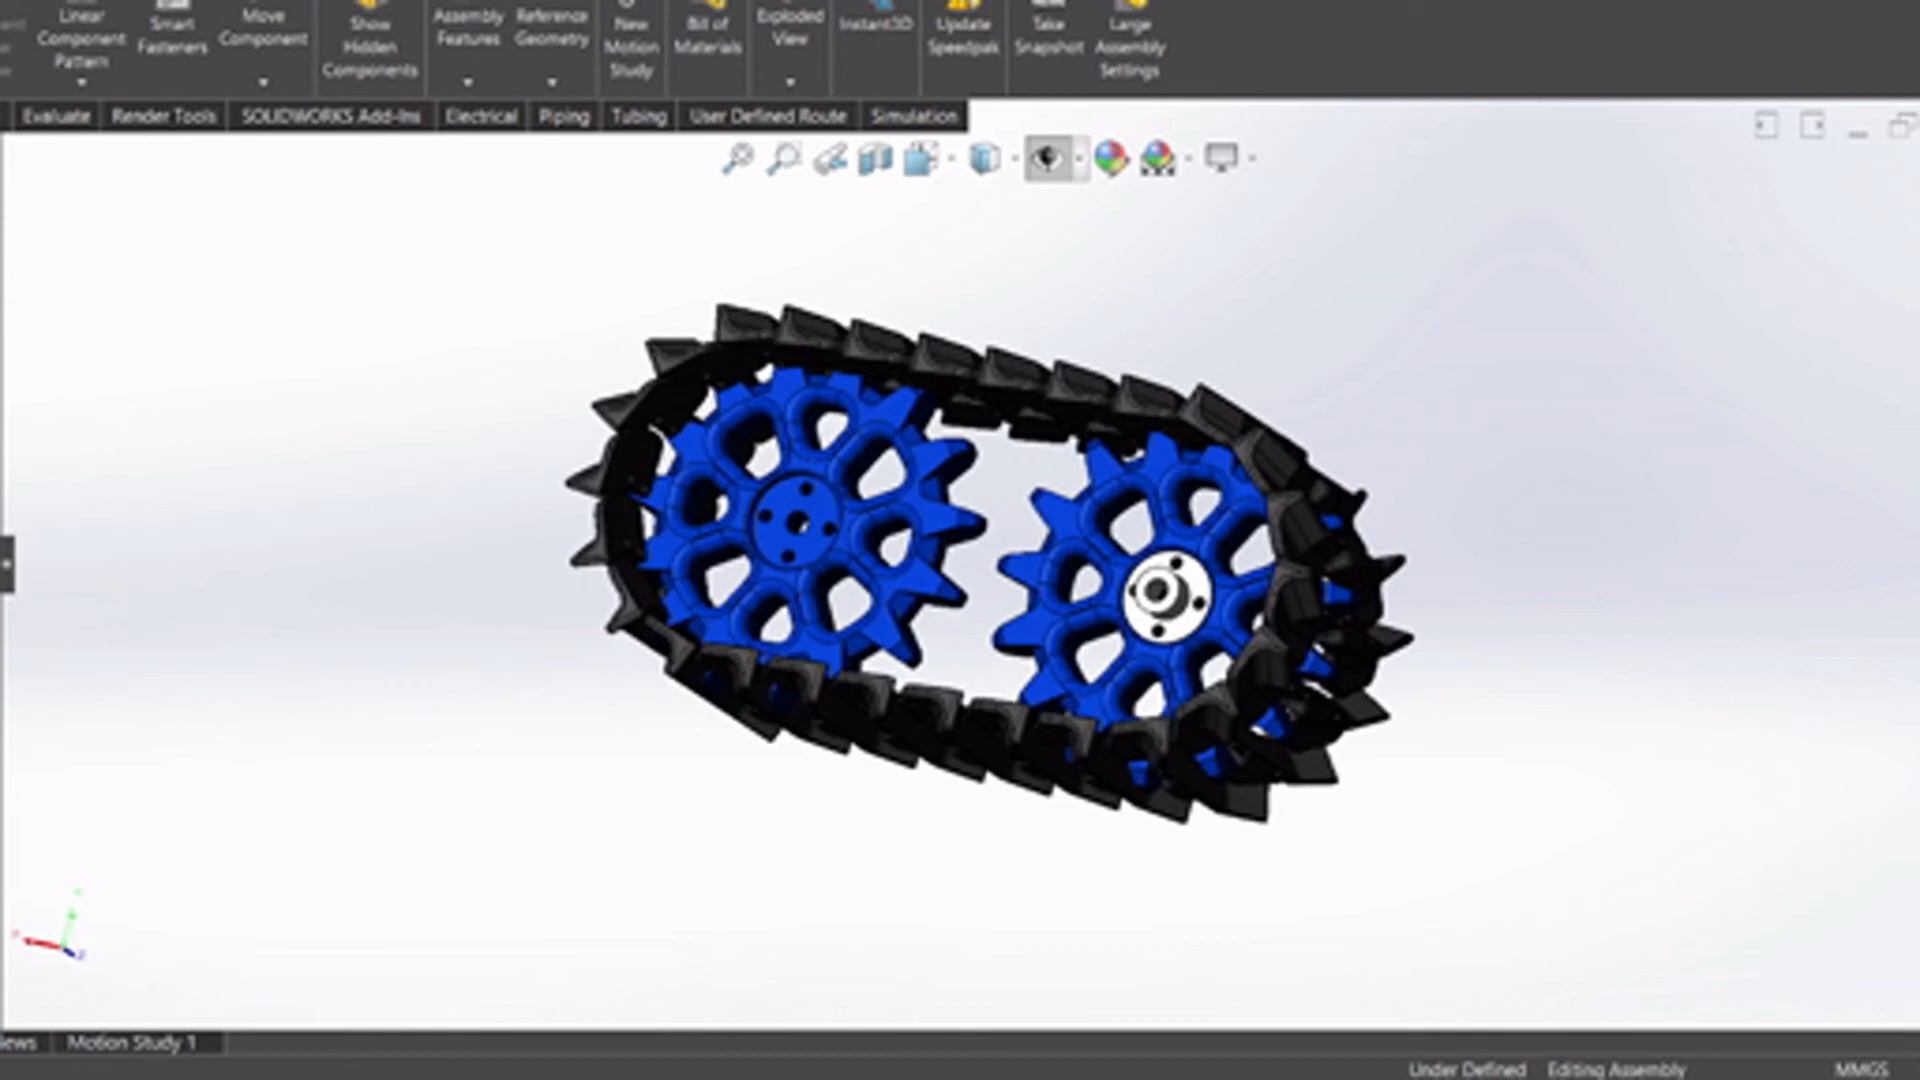 Linear
Component
Pattern
Smart
Fasteners
Move
Component
Show
Hidden
Components
Assembly
Features
Reference
Geometry
New
Motion
Study
Bill of
Materials
Exploded
View
Instant3D
Update
Speedpak
Take
Snapshot
Large
Assembly
Settings
Evaluate
Render Tools
SOLIDWORKS Add-Ins
Electrical
Piping
Tubing
User Defined Route
Simulation
iews
Motion Study 1
Under Defined
Editing Assembly
MMGS